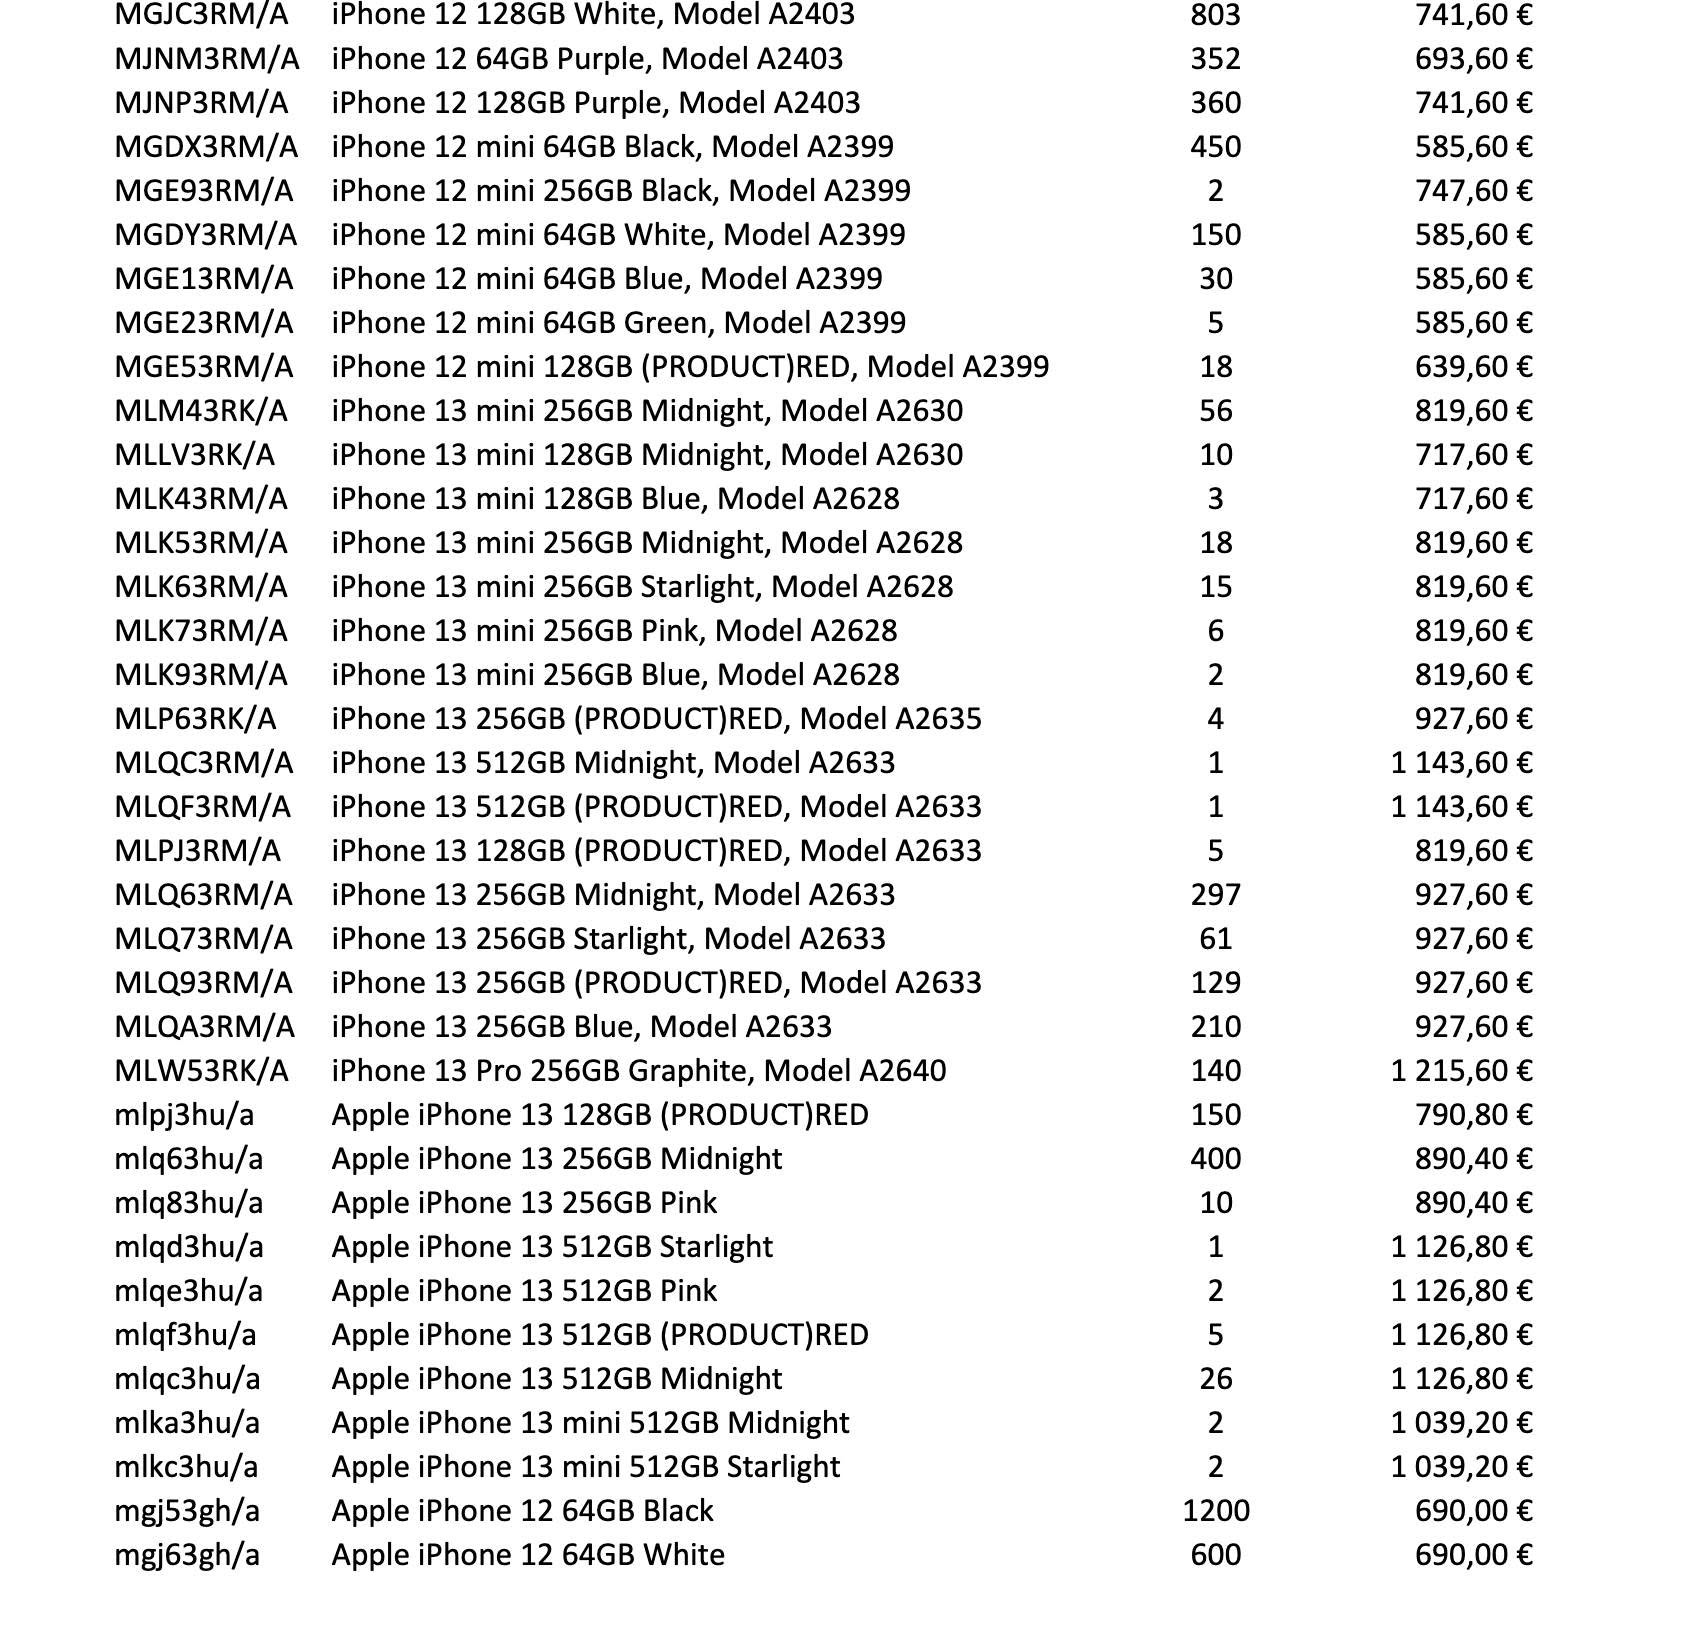 MGJC3RM/A iPhone 12 128GB White, Model A2403 803 741,60 €
MJNM3RM/A iPhone 12 64GB Purple, Model A2403 352 693,60 €
MJNP3RM/A iPhone 12 128GB Purple, Model A2403 360 741,60 €
MGDX3RM/A iPhone 12 mini 64GB Black, Model A2399 450 585,60 €
MGE93RM/A iPhone 12 mini 256GB Black, Model A2399 2 747,60 €
MGDY3RM/A iPhone 12 mini 64GB White, Model A2399 150 585,60 €
MGE13RM/A iPhone 12 mini 64GB Blue, Model A2399 30 585,60 €
MGE23RM/A iPhone 12 mini 64GB Green, Model A2399 5 585,60 €
MGE53RM/A iPhone 12 mini 128GB (PRODUCT)RED, Model A2399 18 639,60 €
MLM43RK/A iPhone 13 mini 256GB Midnight, Model A2630 56 819,60 €
MLLV3RK/A iPhone 13 mini 128GB Midnight, Model A2630 10 717,60 €
MLK43RM/A iPhone 13 mini 128GB Blue, Model A2628 3 717,60 €
MLK53RM/A iPhone 13 mini 256GB Midnight, Model A2628 18 819,60 €
MLK63RM/A iPhone 13 mini 256GB Starlight, Model A2628 15 819,60 €
MLK73RM/A iPhone 13 mini 256GB Pink, Model A2628 6 819,60 €
MLK93RM/A iPhone 13 mini 256GB Blue, Model A2628 2 819,60 €
MLP63RK/A iPhone 13 256GB (PRODUCT)RED, Model A2635 4 927,60 €
MLQC3RM/A iPhone 13 512GB Midnight, Model A2633 1 1 143,60 €
MLQF3RM/A iPhone 13 512GB (PRODUCT)RED, Model A2633 1 1 143,60 €
MLPJ3RM/A iPhone 13 128GB (PRODUCT)RED, Model A2633 5 819,60 €
MLQ63RM/A iPhone 13 256GB Midnight, Model A2633 297 927,60 €
MLQ73RM/A iPhone 13 256GB Starlight, Model A2633 61 927,60 €
MLQ93RM/A iPhone 13 256GB (PRODUCT)RED, Model A2633 129 927,60 €
MLQA3RM/A iPhone 13 256GB Blue, Model A2633 210 927,60 €
MLW53RK/A iPhone 13 Pro 256GB Graphite, Model A2640 140 1 215,60 €
mlpj3hu/a Apple iPhone 13 128GB (PRODUCT)RED 150 790,80 €
mlq63hu/a Apple iPhone 13 256GB Midnight 400 890,40 €
mlq83hu/a Apple iPhone 13 256GB Pink 10 890,40 €
mlqd3hu/a Apple iPhone 13 512GB Starlight 1 1 126,80 €
mlqe3hu/a Apple iPhone 13 512GB Pink 2 1 126,80 €
mlqf3hu/a Apple iPhone 13 512GB (PRODUCT)RED 5 1 126,80 €
mlqc3hu/a Apple iPhone 13 512GB Midnight 26 1 126,80 €
mlka3hu/a Apple iPhone 13 mini 512GB Midnight 2 1 039,20 €
mlkc3hu/a Apple iPhone 13 mini 512GB Starlight 2 1 039,20 €
mgj53gh/a Apple iPhone 12 64GB Black 1200 690,00 €
mgj63gh/a Apple iPhone 12 64GB White 600 690,00 €